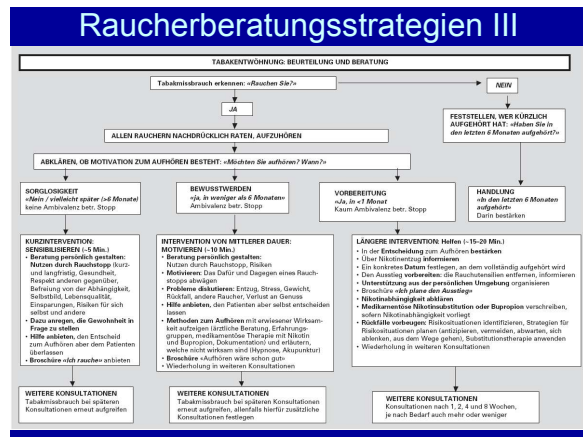 Raucherberatungsstrategien III
TABAKENTWÖHNUNG: BEURTEILUNG UND BERATUNG
Tabakmissbrauch erkennen: «Rauchen Sie?»
NEIN
JA
FESTSTELLEN, WER KÜRZLICH
AUFGEHÖRT HAT: «Haben Sie in
den letzten 6 Monaten aufgehört?»
ALLEN RAUCHERN NACHDRÜCKLICH RATEN, AUFZUHÖREN
ABKLÄREN, OB MOTIVATION ZUM AUFHÖREN BESTEHT: «Möchten Sie aufhören? Wann?»
SORGLOSIGKEIT
«Nein / vielleicht später (>6 Monate)
keine Ambivalenz betr. Stopp
BEWUSSTWERDEN
«ja, in weniger als 6 Monaten»
Ambivalenz betr. Stopp
VORBEREITUNG
«Ja, in <1 Monat
Kaum Ambivalenz betr. Stopp
HANDLUNG
«In den letzten 6 Monaten
aufgehört»
Darin bestärken
KURZINTERVENTION:
SENSIBILISIEREN (~5 Min.)
• Beratung persönlich gestalten:
Nutzen durch Rauchstopp (kurz-
und langfristig, Gesundheit,
Respekt anderen gegenüber,
Befreiung von der Abhängigkeit,
Selbstbild, Lebensqualität,
Einsparungen, Risiken für sich
selbst und andere
• Dazu anregen, die Gewohnheit in
Frage zu stellen
• Hilfe anbieten, den Entscheid
zum Aufhören aber dem Patienten
überlassen
• Broschüre «Ich rauche» anbieten
INTERVENTION VON MITTLERER DAUER:
MOTIVIEREN (~10 Min.)
• Beratung persönlich gestalten:
Nutzen durch Rauchstopp, Risiken
• Motivieren: Das Dafür und Dagegen eines Rauch-
stopps abwägen
• Probleme diskutieren: Entzug, Stress, Gewicht,
Rückfall, andere Raucher, Verlust an Genuss
• Hilfe anbieten, den Patienten aber selbst entscheiden
lassen
• Methoden zum Aufhören mit erwiesener Wirksam-
keit aufzeigen (ärztliche Beratung, Erfahrungs-
gruppen, medikamentöse Therapie mit Nikotin
und Bupropion, Dokumentation) und erläutern,
welche nicht wirksam sind (Hypnose, Akupunktur)
• Broschüre «Aufhören wäre schon gut»
• Wiederholung in weiteren Konsultationen
LÄNGERE INTERVENTION: Helfen (~15–20 Min.)
• In der Entscheidung zum Aufhören bestärken
• Über Nikotinentzug informieren
• Ein konkretes Datum festlegen, an dem vollständig aufgehört wird
• Den Ausstieg vorbereiten: die Rauchutensilien entfernen, informieren
• Unterstützung aus der persönlichen Umgebung organisieren
• Broschüre «Ich plane den Ausstieg»
• Nikotinabhängigkeit abklären
• Medikamentöse Nikotinsubstitution oder Bupropion verschreiben,
sofern Nikotinabhängigkeit vorliegt
• Rückfälle vorbeugen: Risikosituationen identifizieren, Strategien für
Risikosituationen planen (antizipieren, vermeiden, abwarten, sich
ablenken, aus dem Wege gehen), Substitutionstherapie anwenden
• Wiederholung in weiteren Konsultationen
WEITERE KONSULTATIONEN
Tabakmissbrauch bei späteren
Konsultationen erneut aufgreifen
WEITERE KONSULTATIONEN
Tabakmissbrauch bei späteren Konsultationen
erneut aufgreifen, allenfalls hierfür zusätzliche
Konsultationen festlegen
WEITERE KONSULTATIONEN
Konsultationen nach 1, 2, 4 und 8 Wochen,
je nach Bedarf auch mehr oder weniger